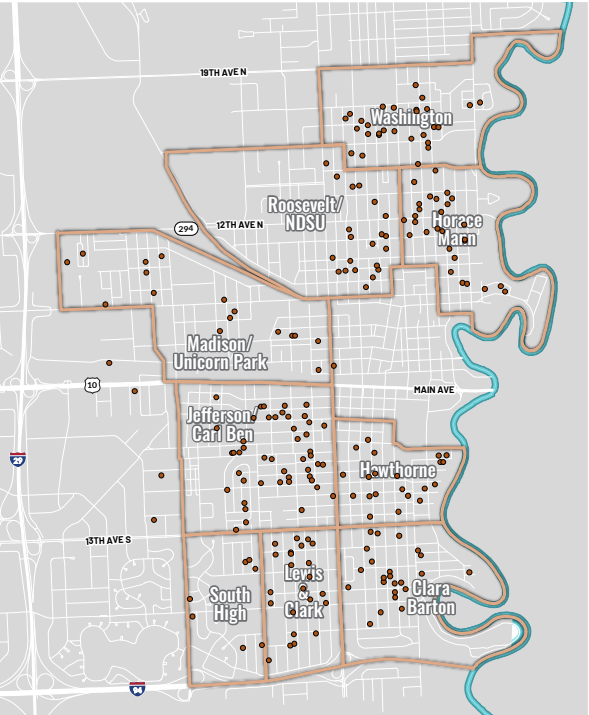 19TH AVE N
Washington
Roosevelt/
NDSU
12TH AVE N
294
Horace
Mann
Madison/
Unicorn Park
10
MAIN AVE
Jefferson/
Carl Ben
29
Hawthorne
13TH AVE S
South
High
Lewis
&
Clark
Clara
Barton
94